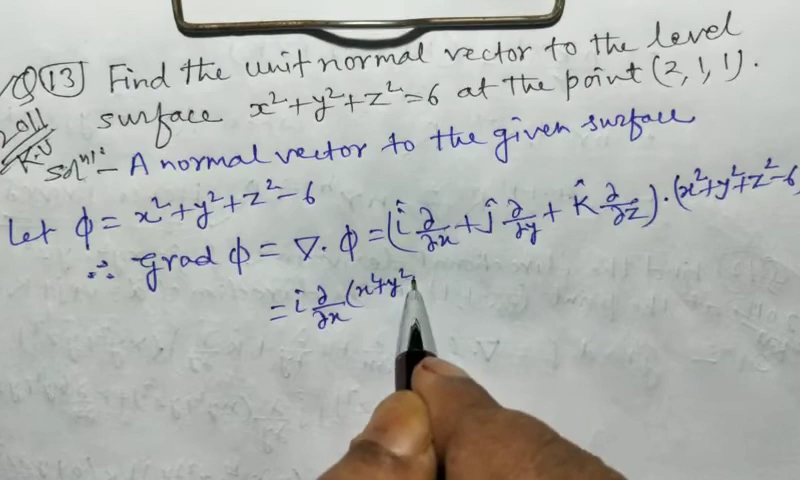 Q 13 Find the unit normal vector to the level
surface x²+y²+z²=6 at the point (2,1,1).
2011
K.U
Solⁿ:- A normal vector to the given surface
Let ϕ = x²+y²+z²-6
∴ grad ϕ = ∇·ϕ = (î ∂/∂x + ĵ ∂/∂y + k̂ ∂/∂z)·(x²+y²+z²-6)
= î ∂/∂x (x²+y²